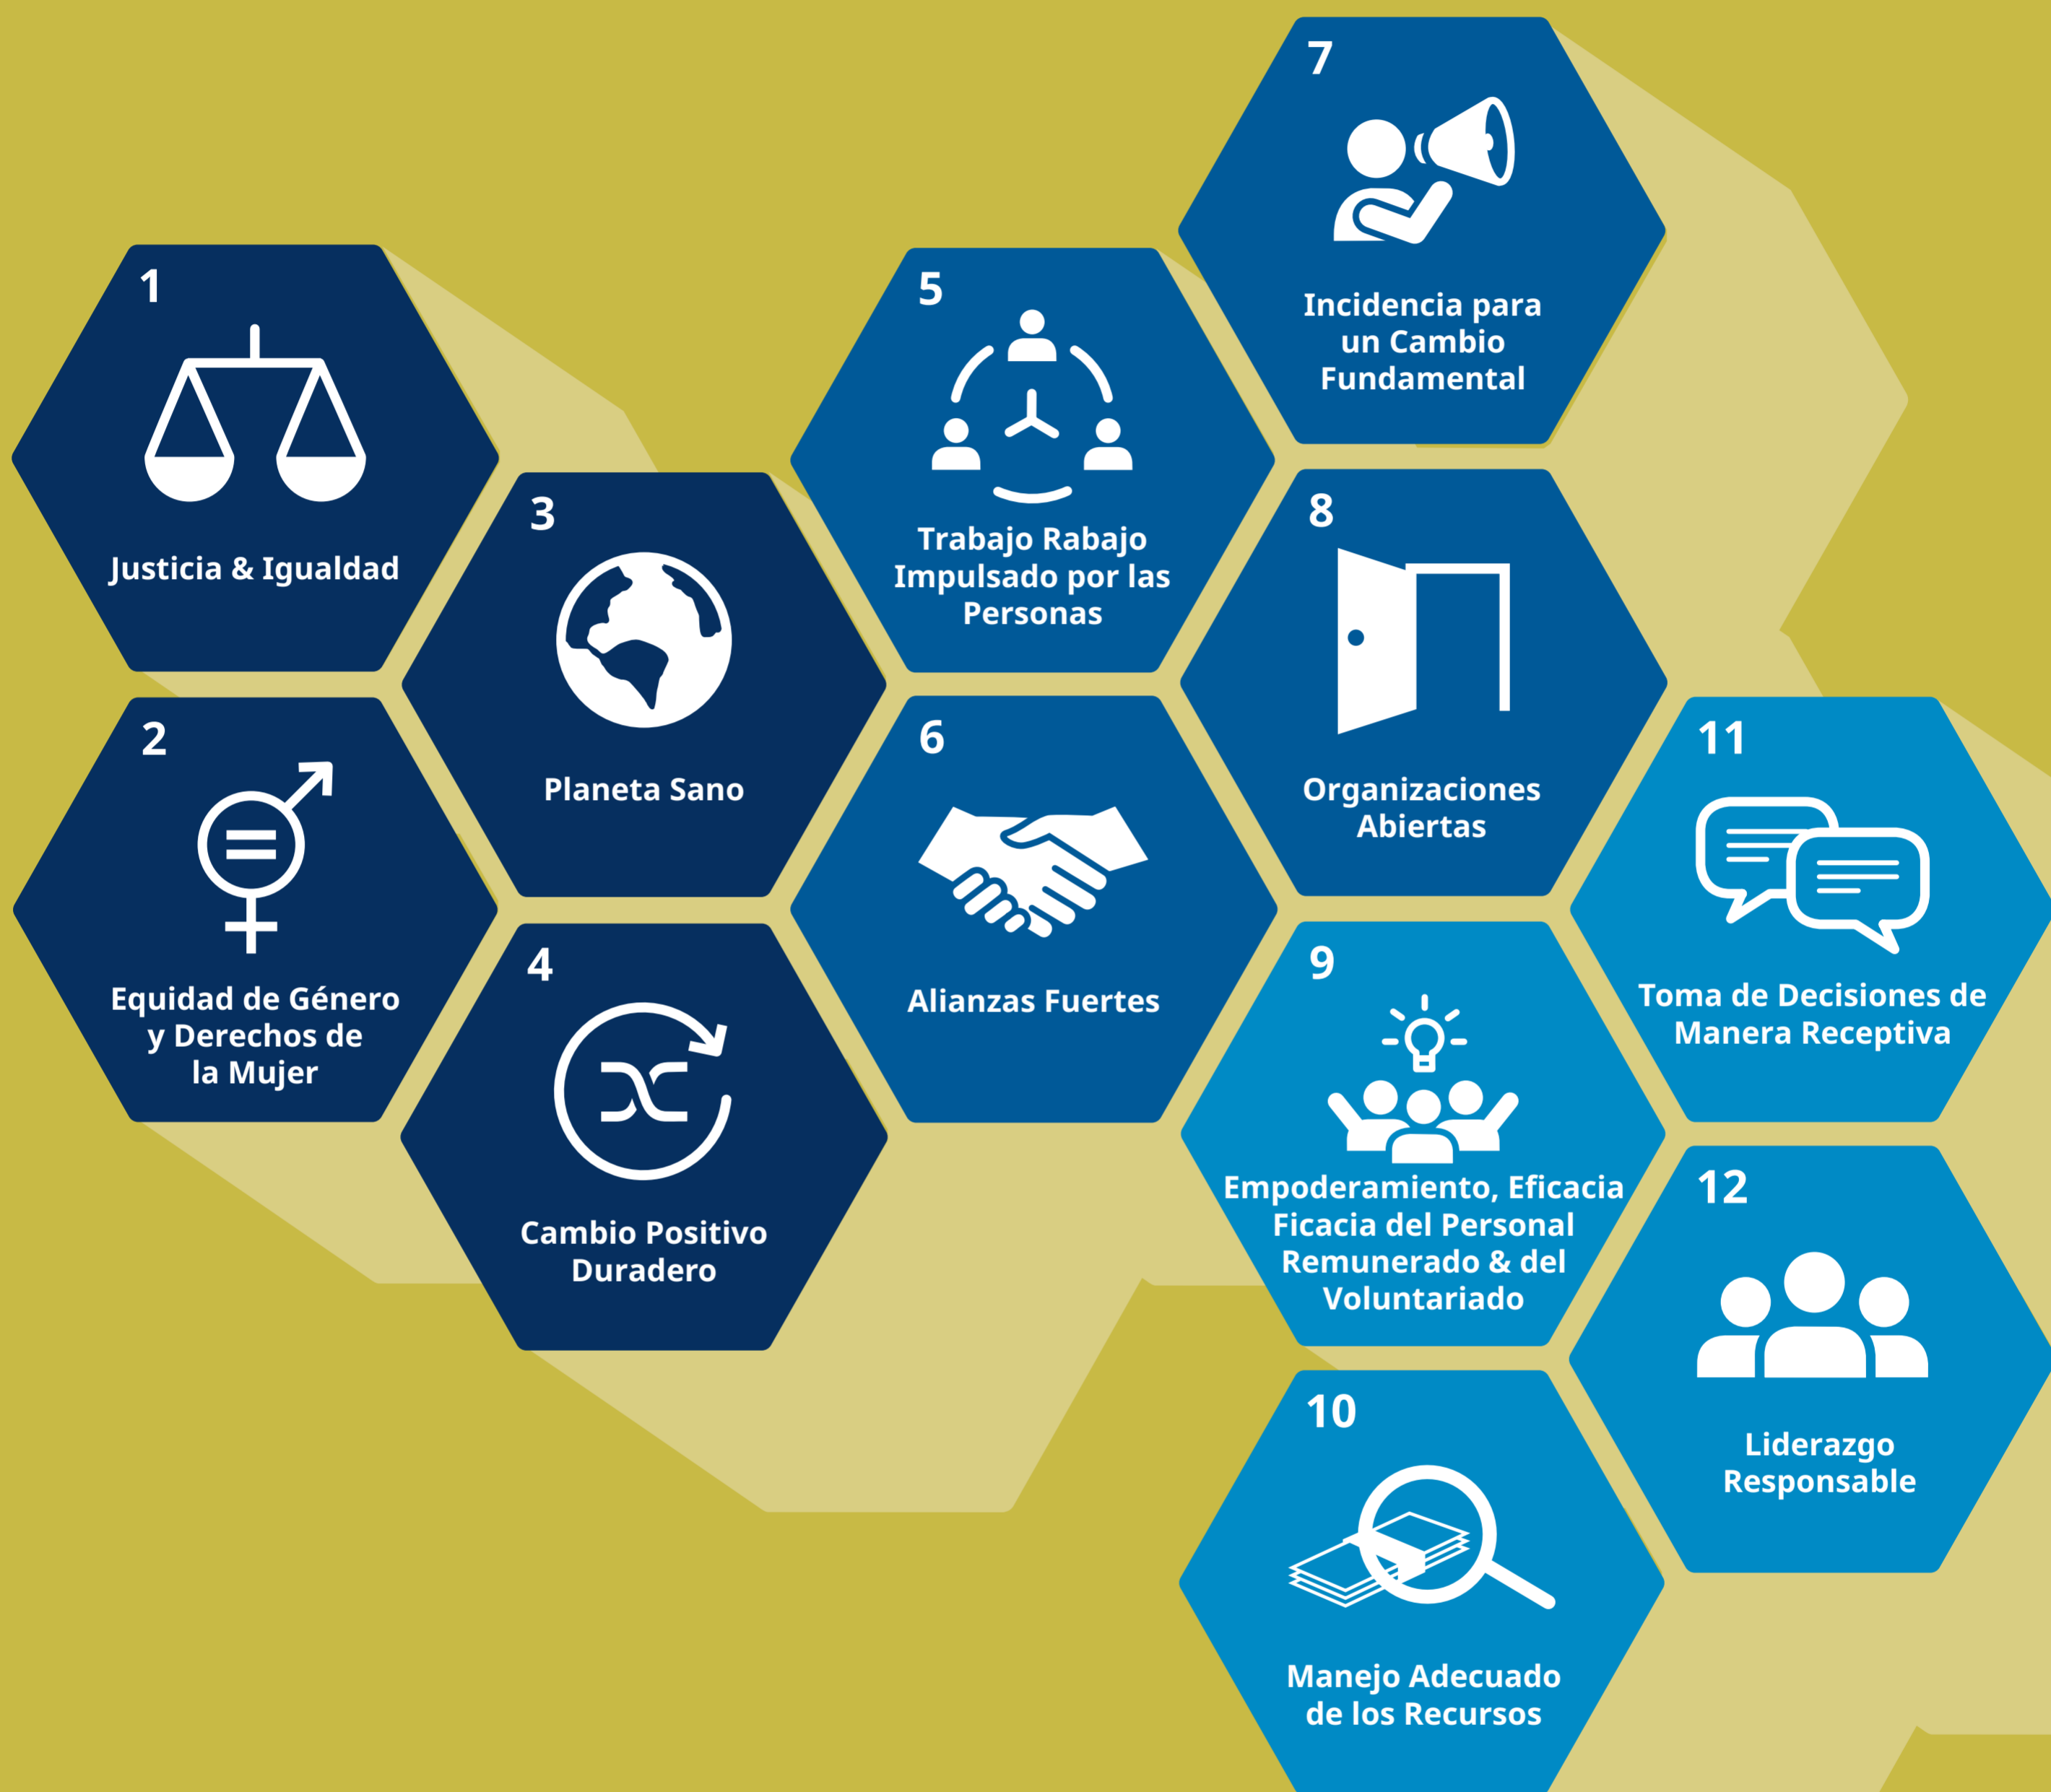 1
Justicia & Igualdad
2
Equidad de Género
y Derechos de
la Mujer
3
Planeta Sano
4
Cambio Positivo
Duradero
5
Trabajo Rabajo
Impulsado por las
Personas
6
Alianzas Fuertes
7
Incidencia para
un Cambio
Fundamental
8
Organizaciones
Abiertas
9
Empoderamiento, Eficacia
Ficacia del Personal
Remunerado & del
Voluntariado
10
Manejo Adecuado
de los Recursos
11
Toma de Decisiones de
Manera Receptiva
12
Liderazgo
Responsable